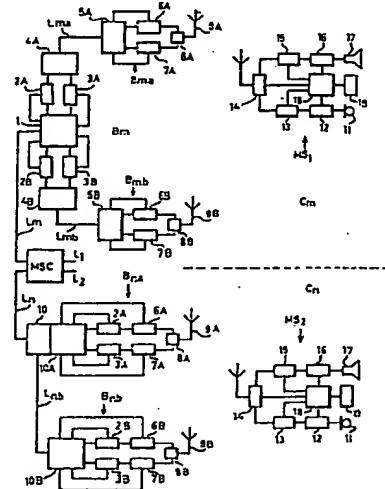 Lma 5A 6A 9A
4A 6A
2A 3A 7A
Bma
1 Bm
2B 3B Bmb
4B 5B 6B 9B
Lm Lmb 8B
7B
MSC L1
L2
Ln Bna
10 2A 6A 9A
10A 3A 7A 8A
Lnb Bnb
2B 6B 9B
10B 3B 7B 8B
15 16 17
14 18 19
13 12 11
MS1
Cm
Cn
MS2
15 16 17
14 18
13 12 11